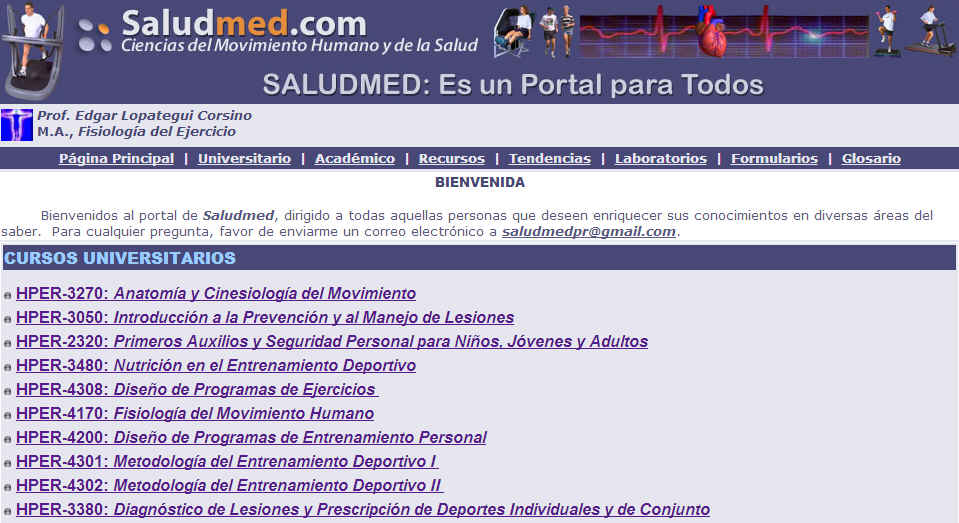 Saludmed.com
Ciencias del Movimiento Humano y de la Salud
SALUDMED: Es un Portal para Todos
Prof. Edgar Lopategui Corsino
M.A., Fisiología del Ejercicio
Página Principal | Universitario | Académico | Recursos | Tendencias | Laboratorios | Formularios | Glosario
BIENVENIDA
Bienvenidos al portal de Saludmed, dirigido a todas aquellas personas que deseen enriquecer sus conocimientos en diversas áreas del
saber. Para cualquier pregunta, favor de enviarme un correo electrónico a saludmedpr@gmail.com.
CURSOS UNIVERSITARIOS
HPER-3270: Anatomía y Cinesiología del Movimiento
HPER-3050: Introducción a la Prevención y al Manejo de Lesiones
HPER-2320: Primeros Auxilios y Seguridad Personal para Niños, Jóvenes y Adultos
HPER-3480: Nutrición en el Entrenamiento Deportivo
HPER-4308: Diseño de Programas de Ejercicios
HPER-4170: Fisiología del Movimiento Humano
HPER-4200: Diseño de Programas de Entrenamiento Personal
HPER-4301: Metodología del Entrenamiento Deportivo I
HPER-4302: Metodología del Entrenamiento Deportivo II
HPER-3380: Diagnóstico de Lesiones y Prescripción de Deportes Individuales y de Conjunto